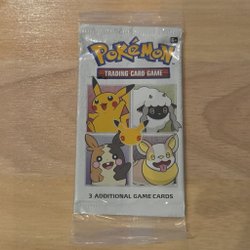 Pokémon
TRADING CARD GAME
3 ADDITIONAL GAME CARDS